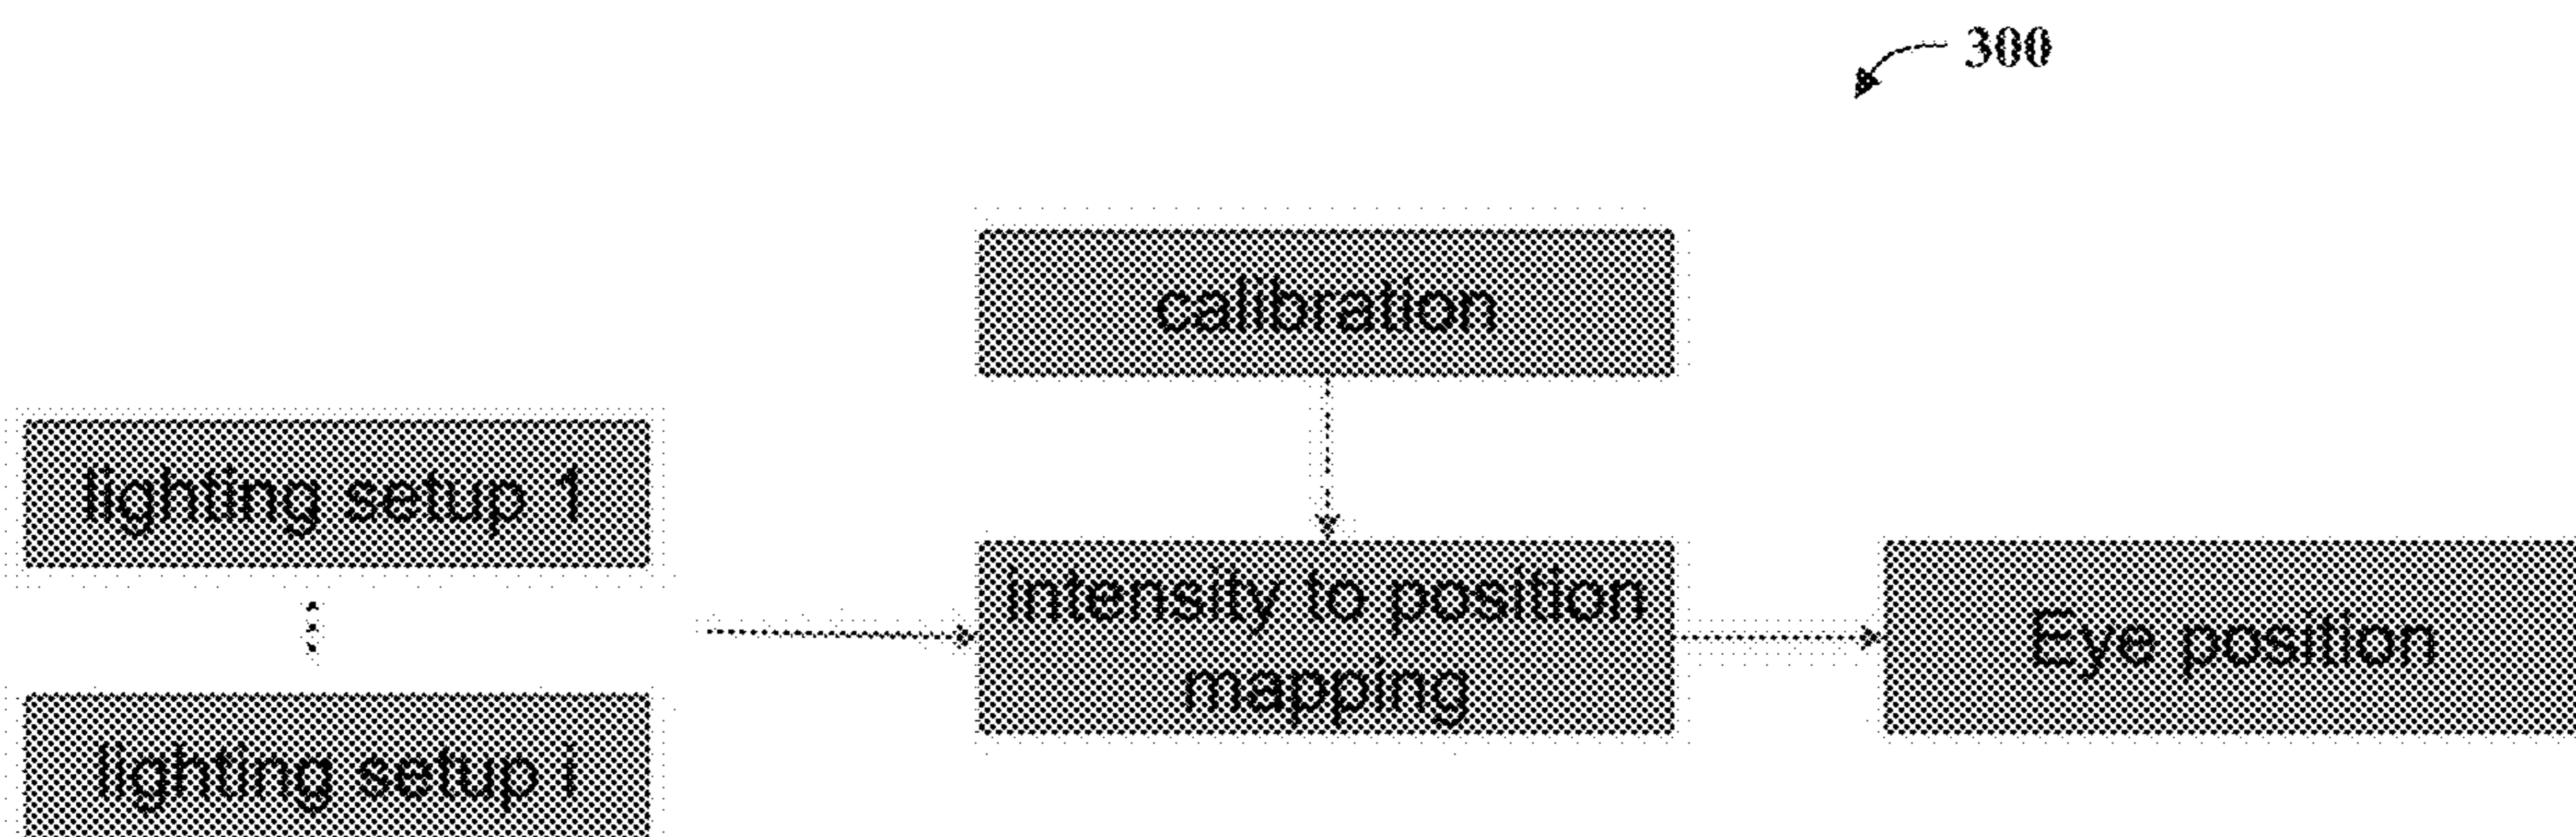 300
calibration
lighting setup 1
intensity to position
mapping
Eye position
lighting setup i